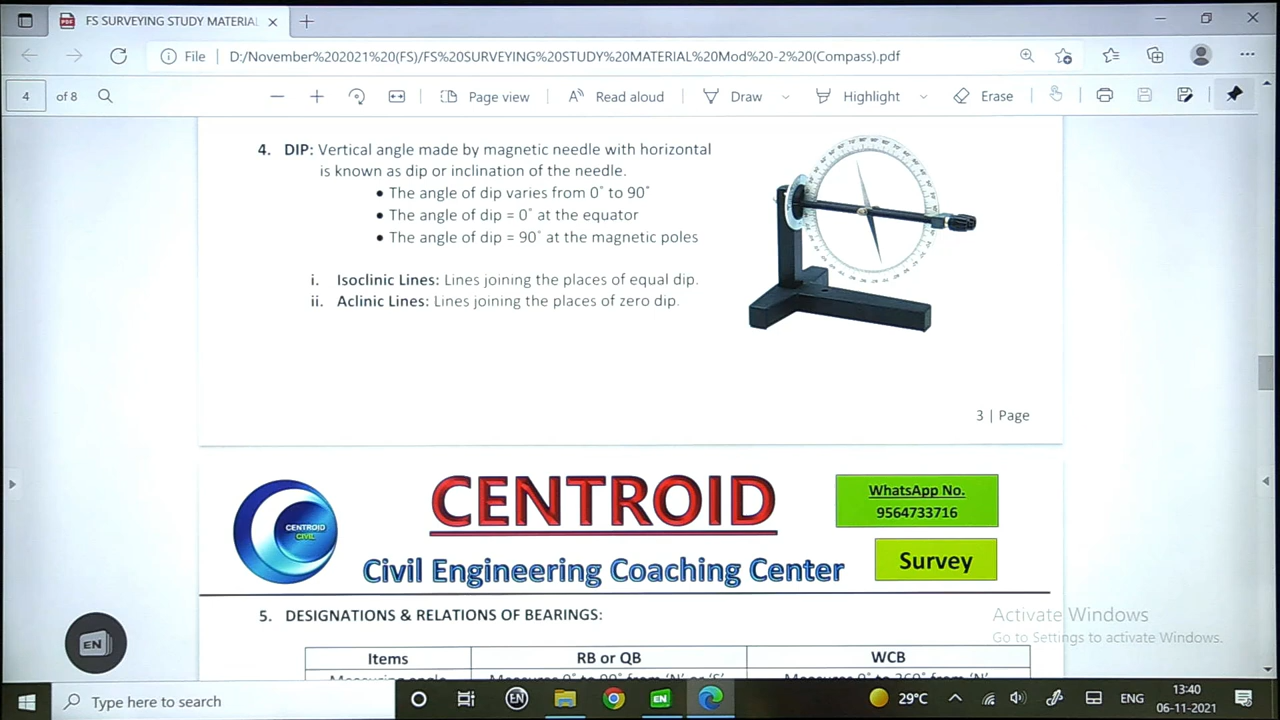 FS SURVEYING STUDY MATERIAL
File
D:/November%202021%20(FS)/FS%20SURVEYING%20STUDY%20MATERIAL%20Mod%20-2%20(Compass).pdf
4 of 8
Page view
Read aloud
Draw
Highlight
Erase
4. DIP: Vertical angle made by magnetic needle with horizontal
is known as dip or inclination of the needle.
• The angle of dip varies from 0˚ to 90˚
• The angle of dip = 0˚ at the equator
• The angle of dip = 90˚ at the magnetic poles
i. Isoclinic Lines: Lines joining the places of equal dip.
ii. Aclinic Lines: Lines joining the places of zero dip.
3 | Page
CENTROID
CIVIL
CENTROID
Civil Engineering Coaching Center
WhatsApp No.
9564733716
Survey
5. DESIGNATIONS & RELATIONS OF BEARINGS:
Items RB or QB WCB
Activate Windows
Go to Settings to activate Windows.
EN
Type here to search
EN
EN
29°C
ENG
13:40
06-11-2021